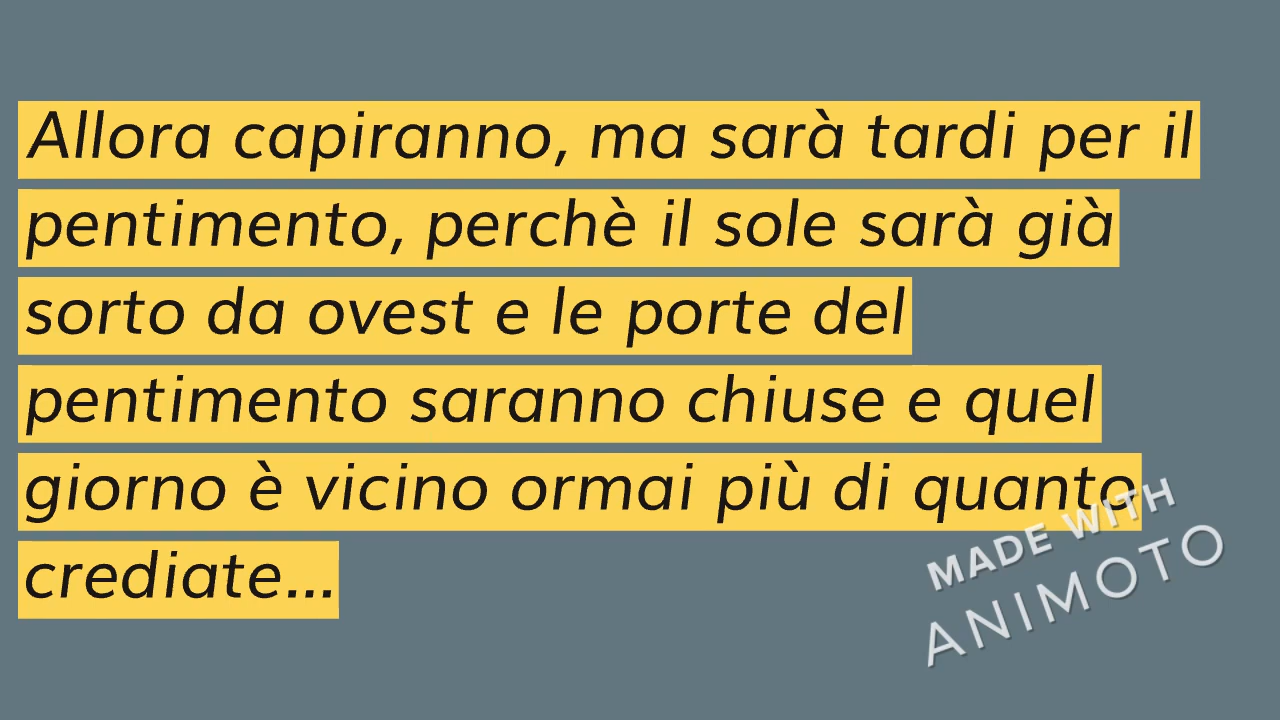 Allora capiranno, ma sarà tardi per il
pentimento, perchè il sole sarà già
sorto da ovest e le porte del
pentimento saranno chiuse e quel
giorno è vicino ormai più di quanto
crediate...
MADE WITH
ANIMOTO